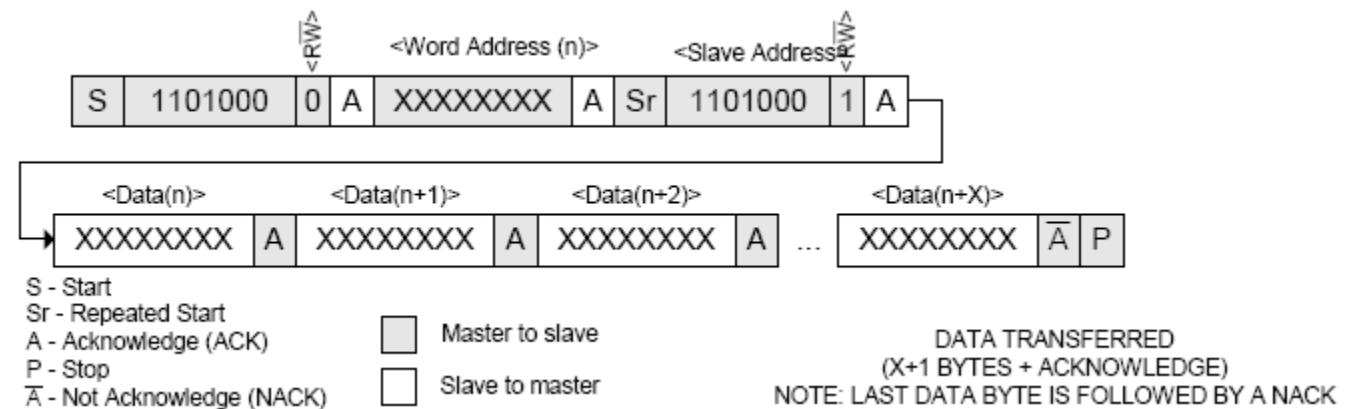 <RW̅> <Word Address (n)> <Slave Address> <RW̅>
S 1101000 0 A XXXXXXXX A Sr 1101000 1 A
<Data(n)> <Data(n+1)> <Data(n+2)> <Data(n+X)>
XXXXXXXX A XXXXXXXX A XXXXXXXX A ... XXXXXXXX A̅ P
S - Start
Sr - Repeated Start
A - Acknowledge (ACK)
P - Stop
A̅ - Not Acknowledge (NACK)
Master to slave
Slave to master
DATA TRANSFERRED
(X+1 BYTES + ACKNOWLEDGE)
NOTE: LAST DATA BYTE IS FOLLOWED BY A NACK